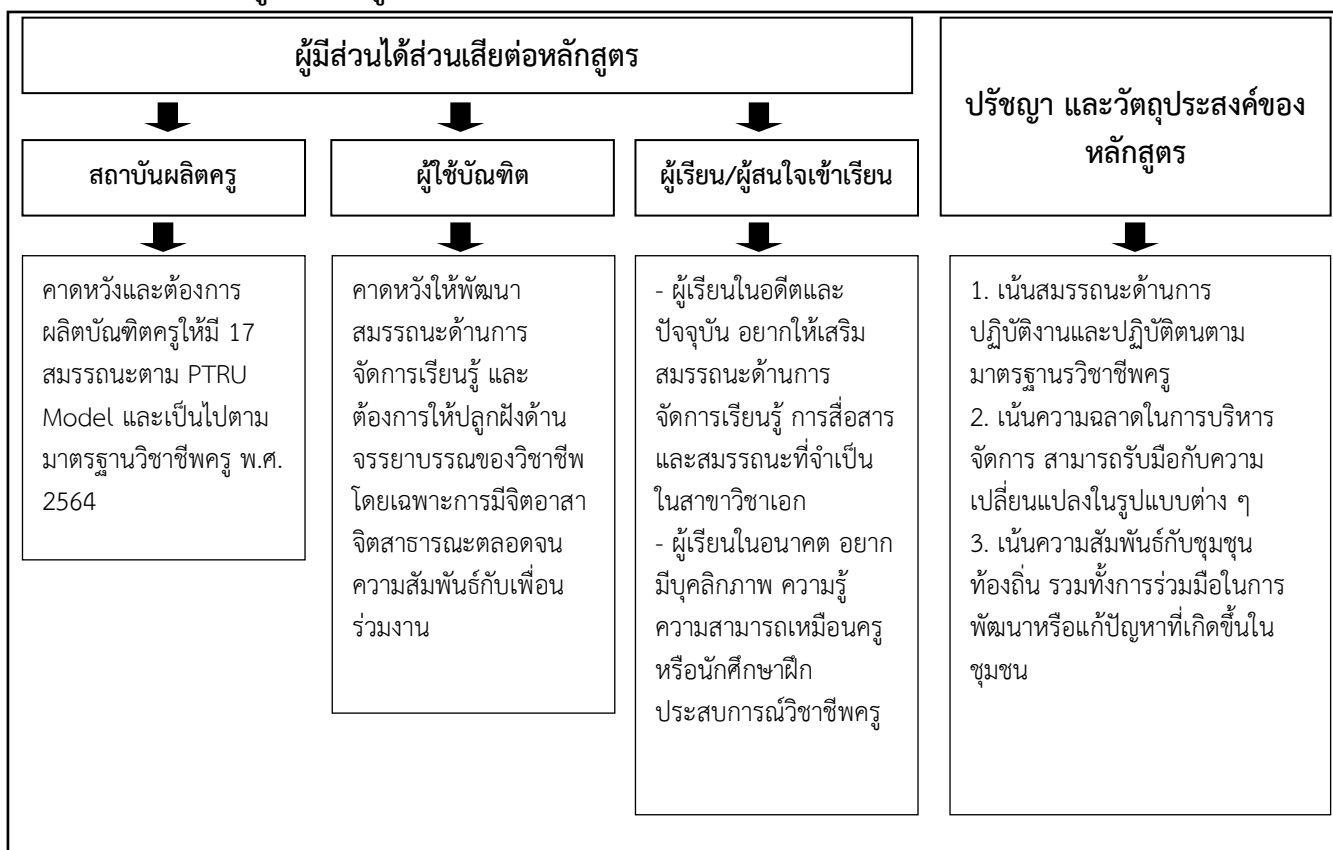 ผู้มีส่วนได้ส่วนเสียต่อหลักสูตร
ปรัชญา และวัตถุประสงค์ของ
หลักสูตร
สถาบันผลิตครู
ผู้ใช้บัณฑิต
ผู้เรียน/ผู้สนใจเข้าเรียน
คาดหวังและต้องการ
ผลิตบัณฑิตครูให้มี 17
สมรรถนะตาม PTRU
Model และเป็นไปตาม
มาตรฐานวิชาชีพครู พ.ศ.
2564
คาดหวังให้พัฒนา
สมรรถนะด้านการ
จัดการเรียนรู้ และ
ต้องการให้ปลูกฝังด้าน
จรรยาบรรณของวิชาชีพ
โดยเฉพาะการมีจิตอาสา
จิตสาธารณะตลอดจน
ความสัมพันธ์กับเพื่อน
ร่วมงาน
- ผู้เรียนในอดีตและ
ปัจจุบัน อยากให้เสริม
สมรรถนะด้านการ
จัดการเรียนรู้ การสื่อสาร
และสมรรถนะที่จำเป็น
ในสาขาวิชาเอก
- ผู้เรียนในอนาคต อยาก
มีบุคลิกภาพ ความรู้
ความสามารถเหมือนครู
หรือนักศึกษาฝึก
ประสบการณ์วิชาชีพครู
1. เน้นสมรรถนะด้านการ
ปฏิบัติงานและปฏิบัติตนตาม
มาตรฐานรวิชาชีพครู
2. เน้นความฉลาดในการบริหาร
จัดการ สามารถรับมือกับความ
เปลี่ยนแปลงในรูปแบบต่าง ๆ
3. เน้นความสัมพันธ์กับชุมชุน
ท้องถิ่น รวมทั้งการร่วมมือในการ
พัฒนาหรือแก้ปัญหาที่เกิดขึ้นใน
ชุมชน